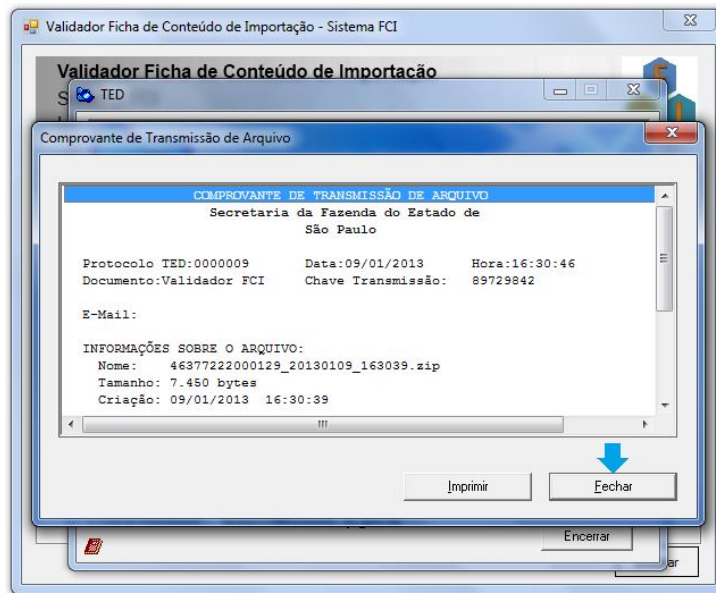 Validador Ficha de Conteúdo de Importação - Sistema FCI
Validador Ficha de Conteúdo de Importação
TED
Comprovante de Transmissão de Arquivo
COMPROVANTE DE TRANSMISSÃO DE ARQUIVO
Secretaria da Fazenda do Estado de
São Paulo
Protocolo TED:0000009 Data:09/01/2013 Hora:16:30:46
Documento:Validador FCI Chave Transmissão: 89729842
E-Mail:
INFORMAÇÕES SOBRE O ARQUIVO:
Nome: 46377222000129_20130109_163039.zip
Tamanho: 7.450 bytes
Criação: 09/01/2013 16:30:39
Imprimir Fechar
Encerrar